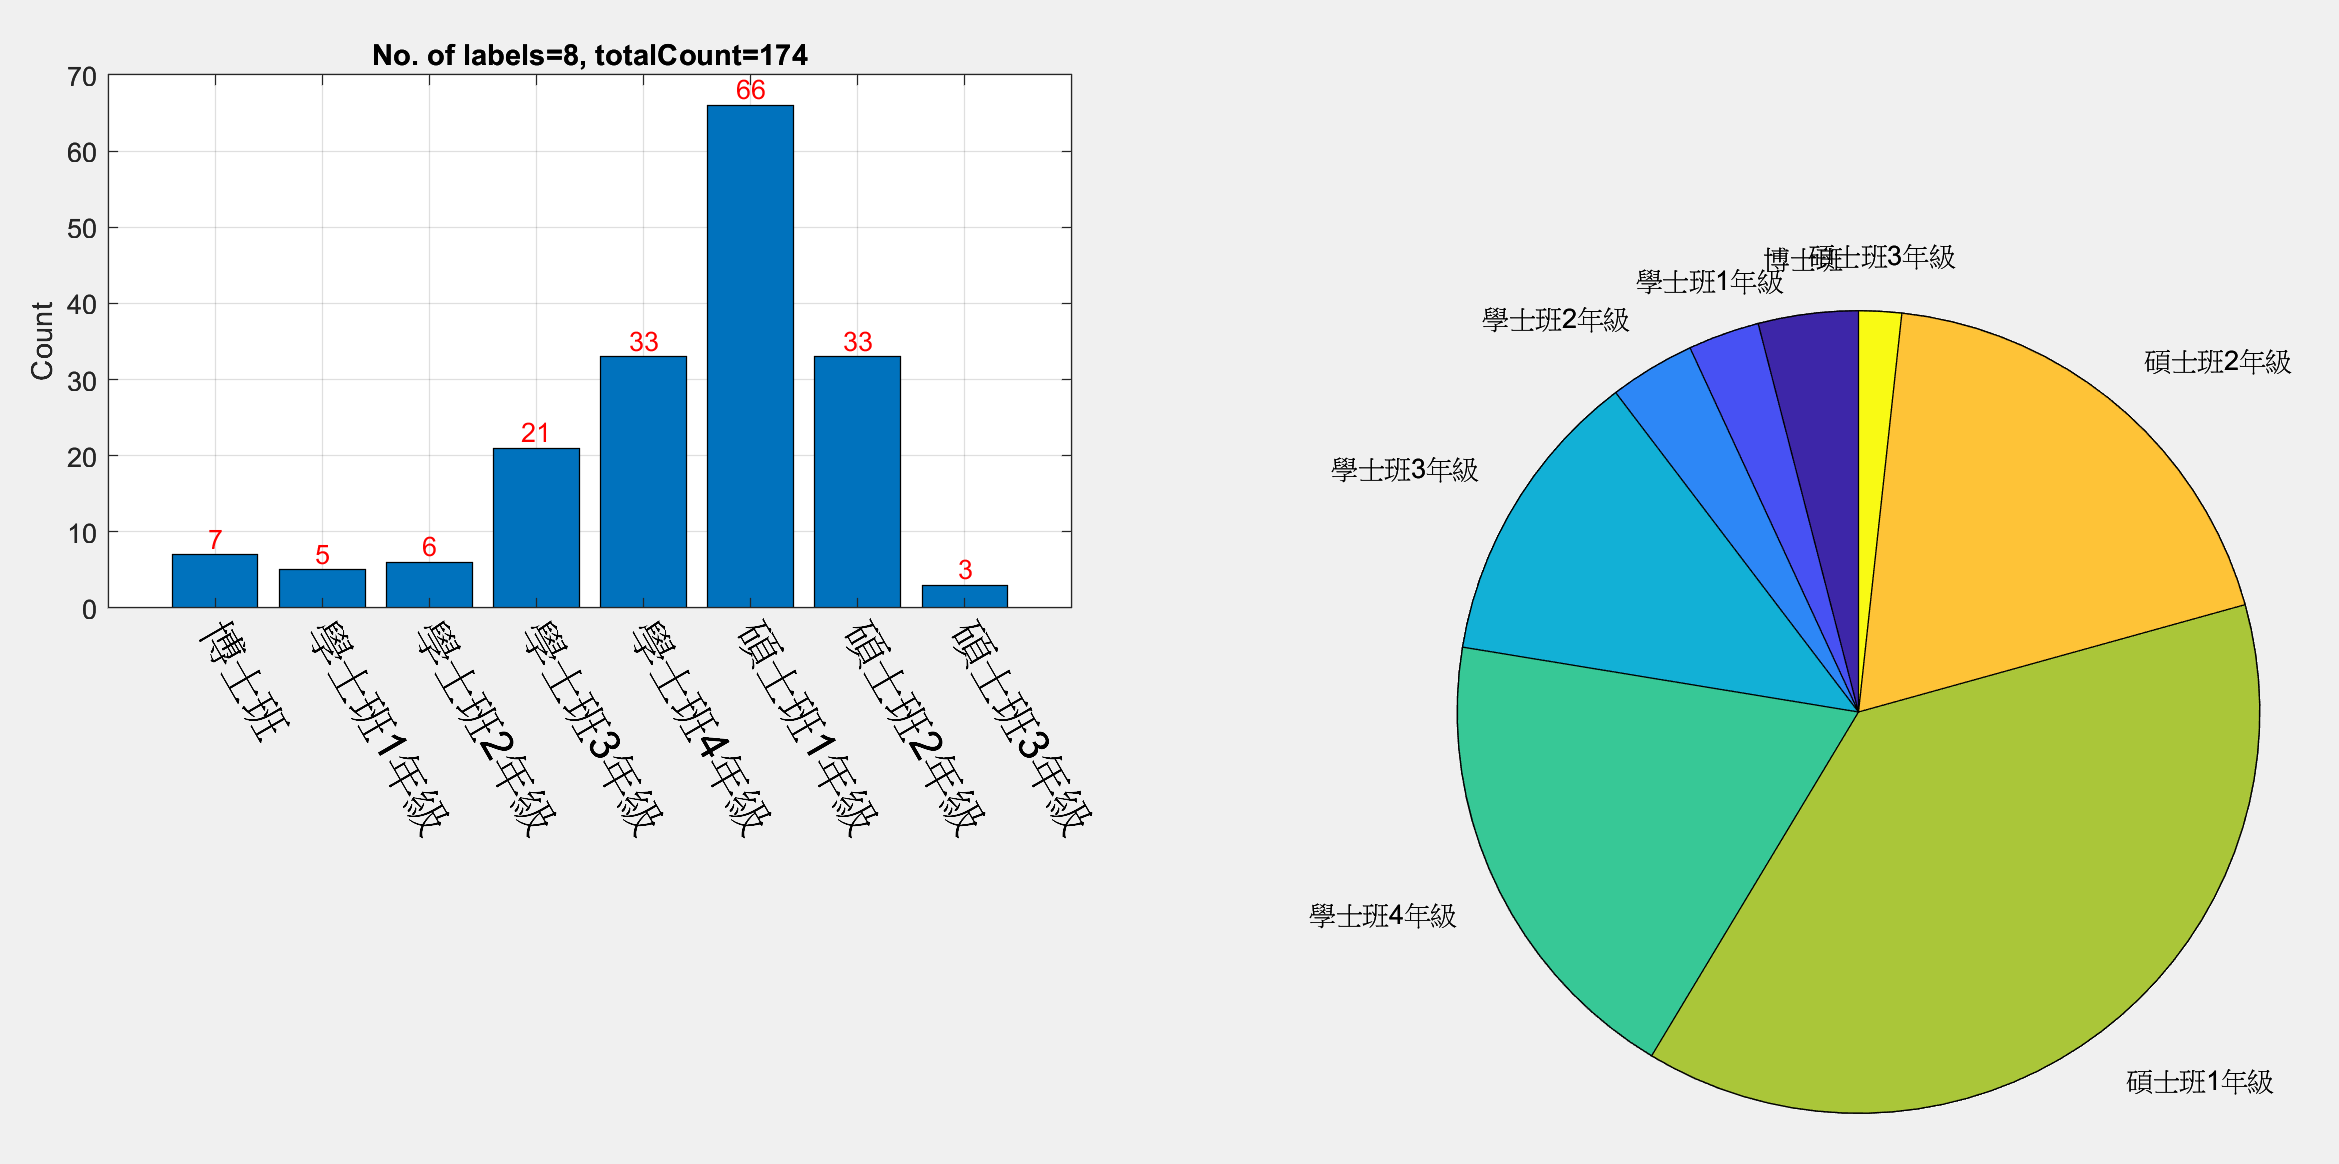 No. of labels=8, totalCount=174
70
60
50
40
30
20
10
0
Count
7
5
6
21
33
66
33
3
博士班
學士班1年級
學士班2年級
學士班3年級
學士班4年級
碩士班1年級
碩士班2年級
碩士班3年級
博士班
碩士班3年級
學士班1年級
學士班2年級
碩士班2年級
學士班3年級
學士班4年級
碩士班1年級